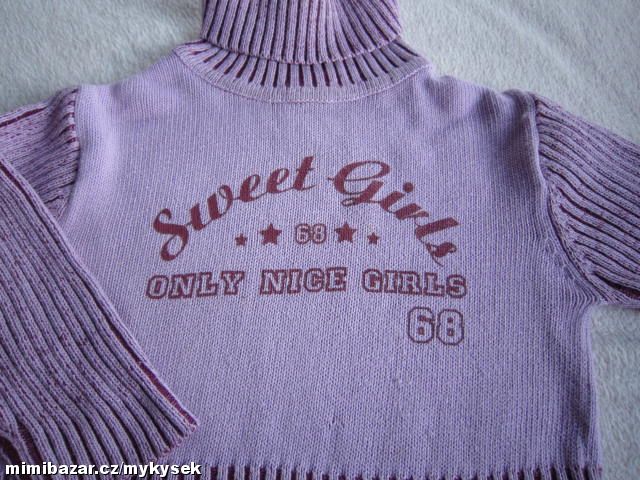 Sweet Girls
68
ONLY NICE GIRLS
68
mimibazar.cz/mykysek